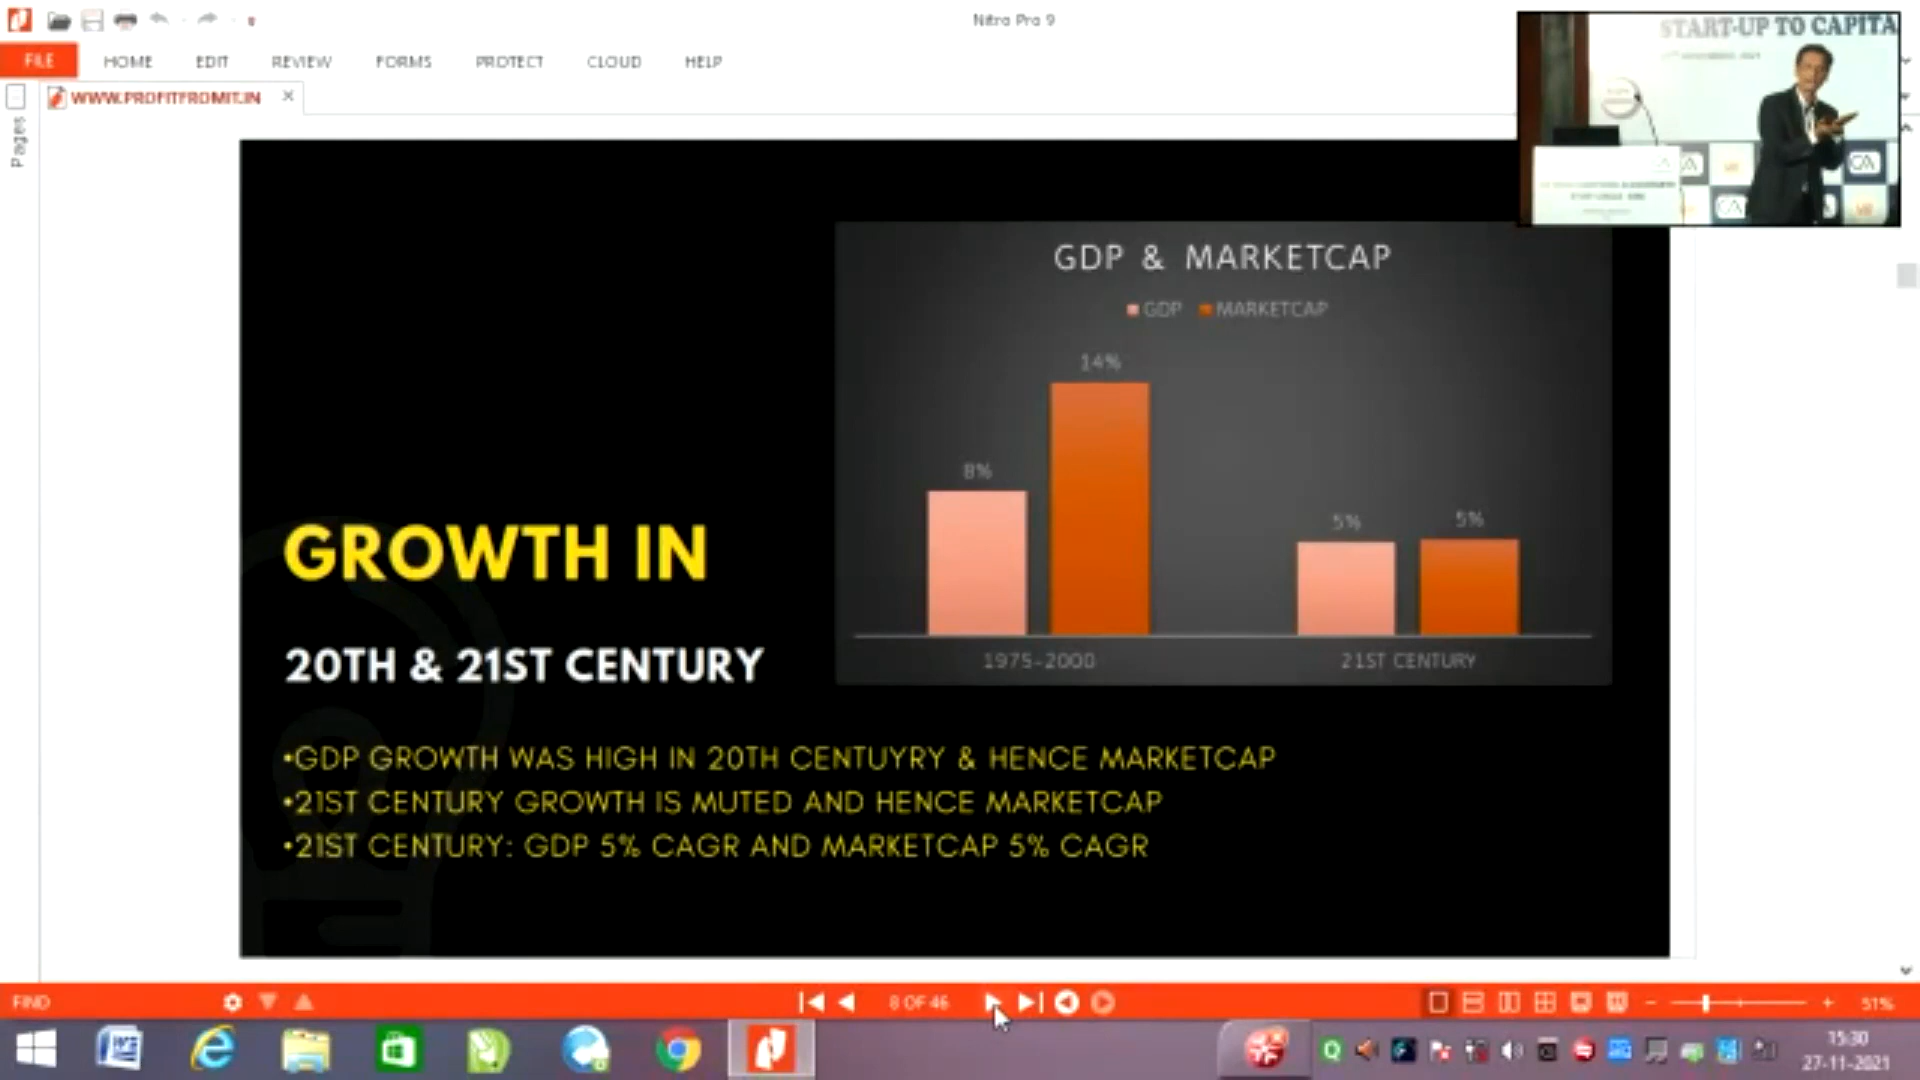 Nitro Pro 9
FILE HOME EDIT REVIEW FORMS PROTECT CLOUD HELP
WWW.PROFITFROMIT.IN
Pages
START-UP TO CAPITA
GDP & MARKETCAP
GDP MARKETCAP
14%
8%
5% 5%
1975-2000 21ST CENTURY
GROWTH IN
20TH & 21ST CENTURY
•GDP GROWTH WAS HIGH IN 20TH CENTUYRY & HENCE MARKETCAP
•21ST CENTURY GROWTH IS MUTED AND HENCE MARKETCAP
•21ST CENTURY: GDP 5% CAGR AND MARKETCAP 5% CAGR
FIND 8 OF 46 51%
15:30
27-11-2021